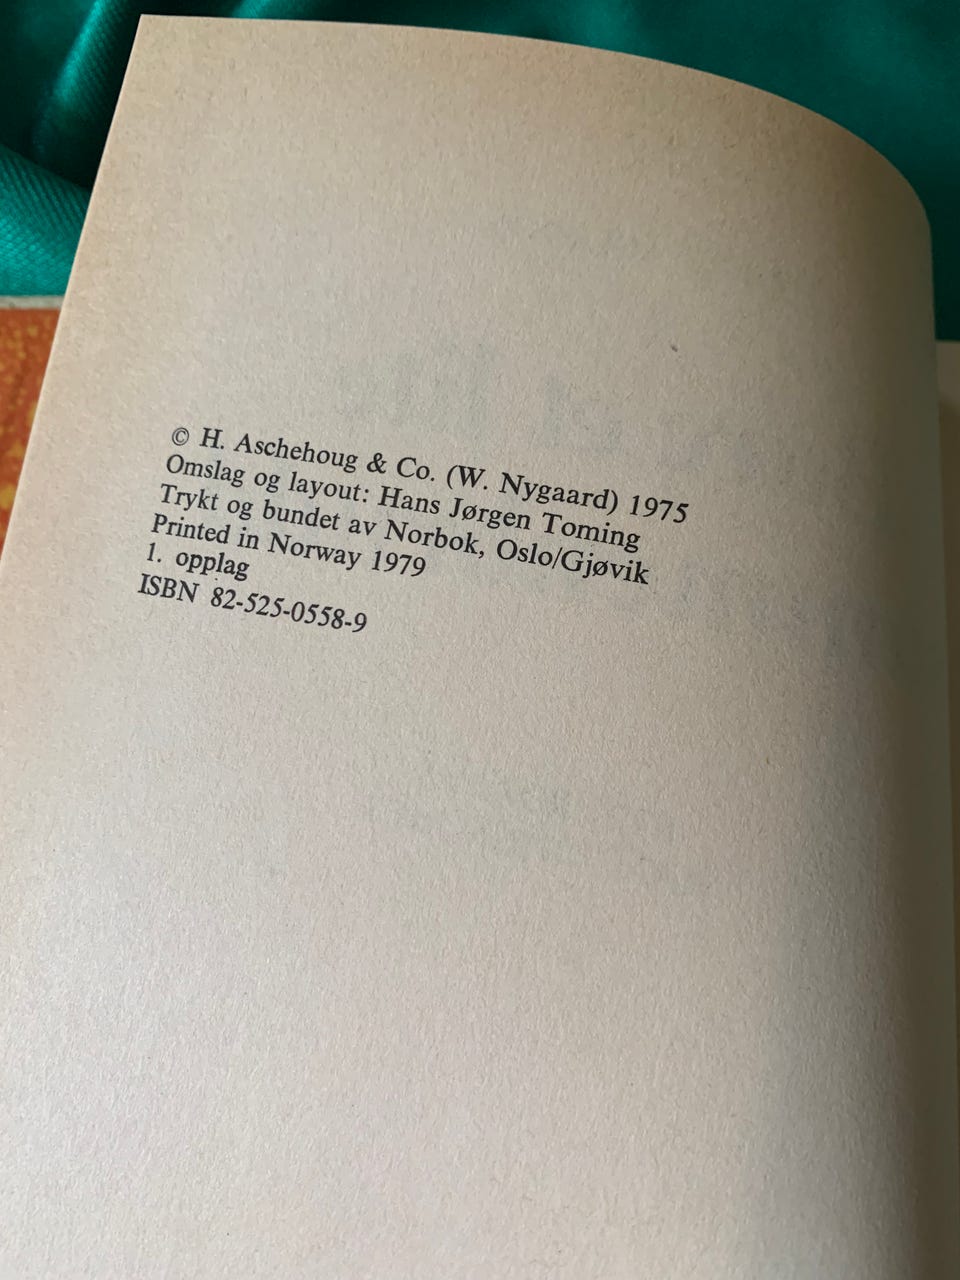 © H. Aschehoug & Co. (W. Nygaard) 1975
Omslag og layout: Hans Jørgen Toming
Trykt og bundet av Norbok, Oslo/Gjøvik
Printed in Norway 1979
1. opplag
ISBN 82-525-0558-9